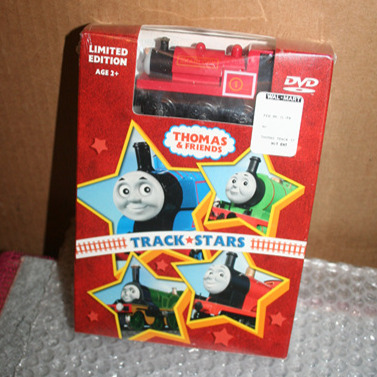 LIMITED
EDITION
AGE 2+
DVD
WAL★MART
THOMAS
& FRIENDS
TRACK★STARS